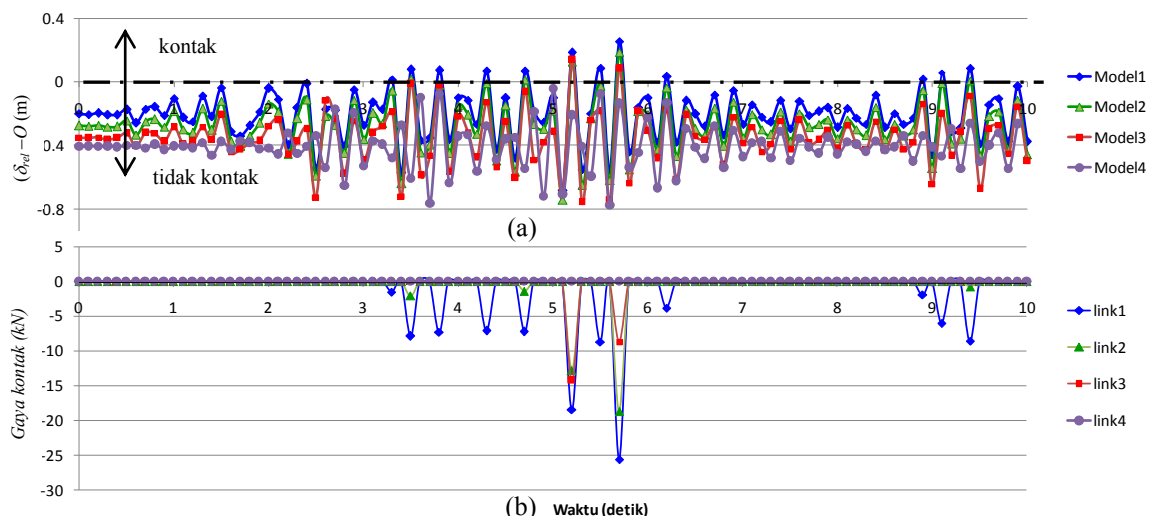 0.4
kontak
0
0 1 2 3 4 5 6 7 8 9 10
0.4
tidak kontak
-0.8
(δrel −O (m)
Model1
Model2
Model3
Model4
(a)
5
0
0 1 2 3 4 5 6 7 8 9 10
-5
-10
-15
-20
-25
-30
Gaya kontak (kN)
link1
link2
link3
link4
(b) Waktu (detik)